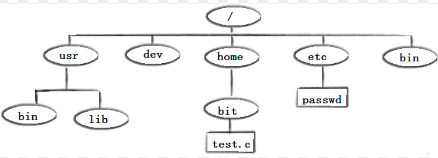 /
usr dev home etc bin
bin lib bit passwd
test.c